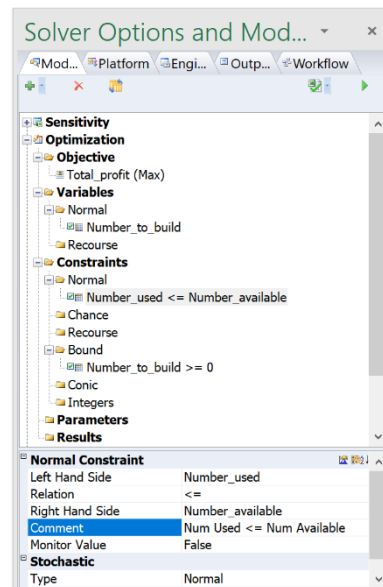 Solver Options and Mod...
Mod... Platform Engi... Outp... Workflow
Sensitivity
Optimization
Objective
Total_profit (Max)
Variables
Normal
Number_to_build
Recourse
Constraints
Normal
Number_used <= Number_available
Chance
Recourse
Bound
Number_to_build >= 0
Conic
Integers
Parameters
Results
Normal Constraint
Left Hand Side Number_used
Relation <=
Right Hand Side Number_available
Comment Num Used <= Num Available
Monitor Value False
Stochastic
Type Normal